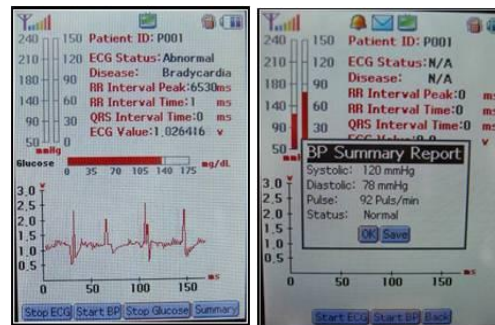 240 150 Patient ID: P001
210 120 ECG Status: Abnormal
Disease: Bradycardia
180 90
RR Interval Peak:6530 ms
140 60 RR Interval Time:1 ms
90 30 QRS Interval Time:0 ms
50 0 ECG Value:1.026416 v
mmHg
Glucose
0 35 70 105 140 175 mg/dL
v
3.0
2.5
2.0
1.5
1.0
0.5
ms
0 50 100 150
Stop ECG Start BP Stop Glucose Summary
240 150 Patient ID: P001
210 120 ECG Status:N/A
Disease: N/A
180 90
RR Interval Peak:0 ms
140 60 RR Interval Time:0 ms
90 30 QRS Interval Time:0 ms
50
BP Summary Report
Systolic: 120 mmHg
Diastolic: 78 mmHg
Pulse: 92 Puls/min
Status: Normal
OK Save
3.0
2.5
2.0
1.5
1.0
0.5
ms
0 50 100 150
Start ECG Start BP Back